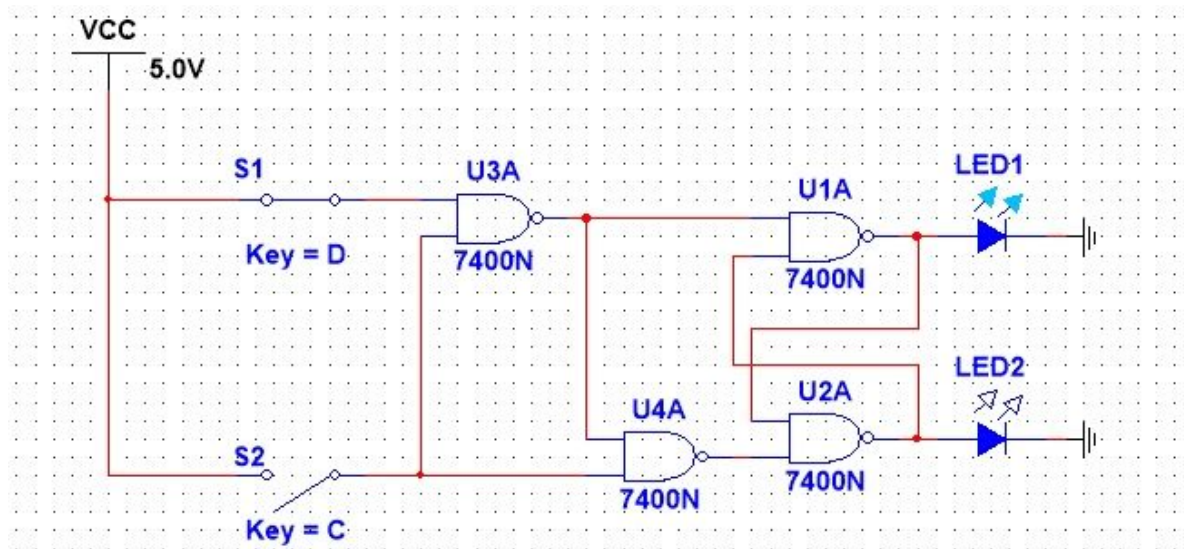 VCC
5.0V
S1
Key = D
U3A
7400N
U1A
7400N
LED1
S2
Key = C
U4A
7400N
U2A
7400N
LED2